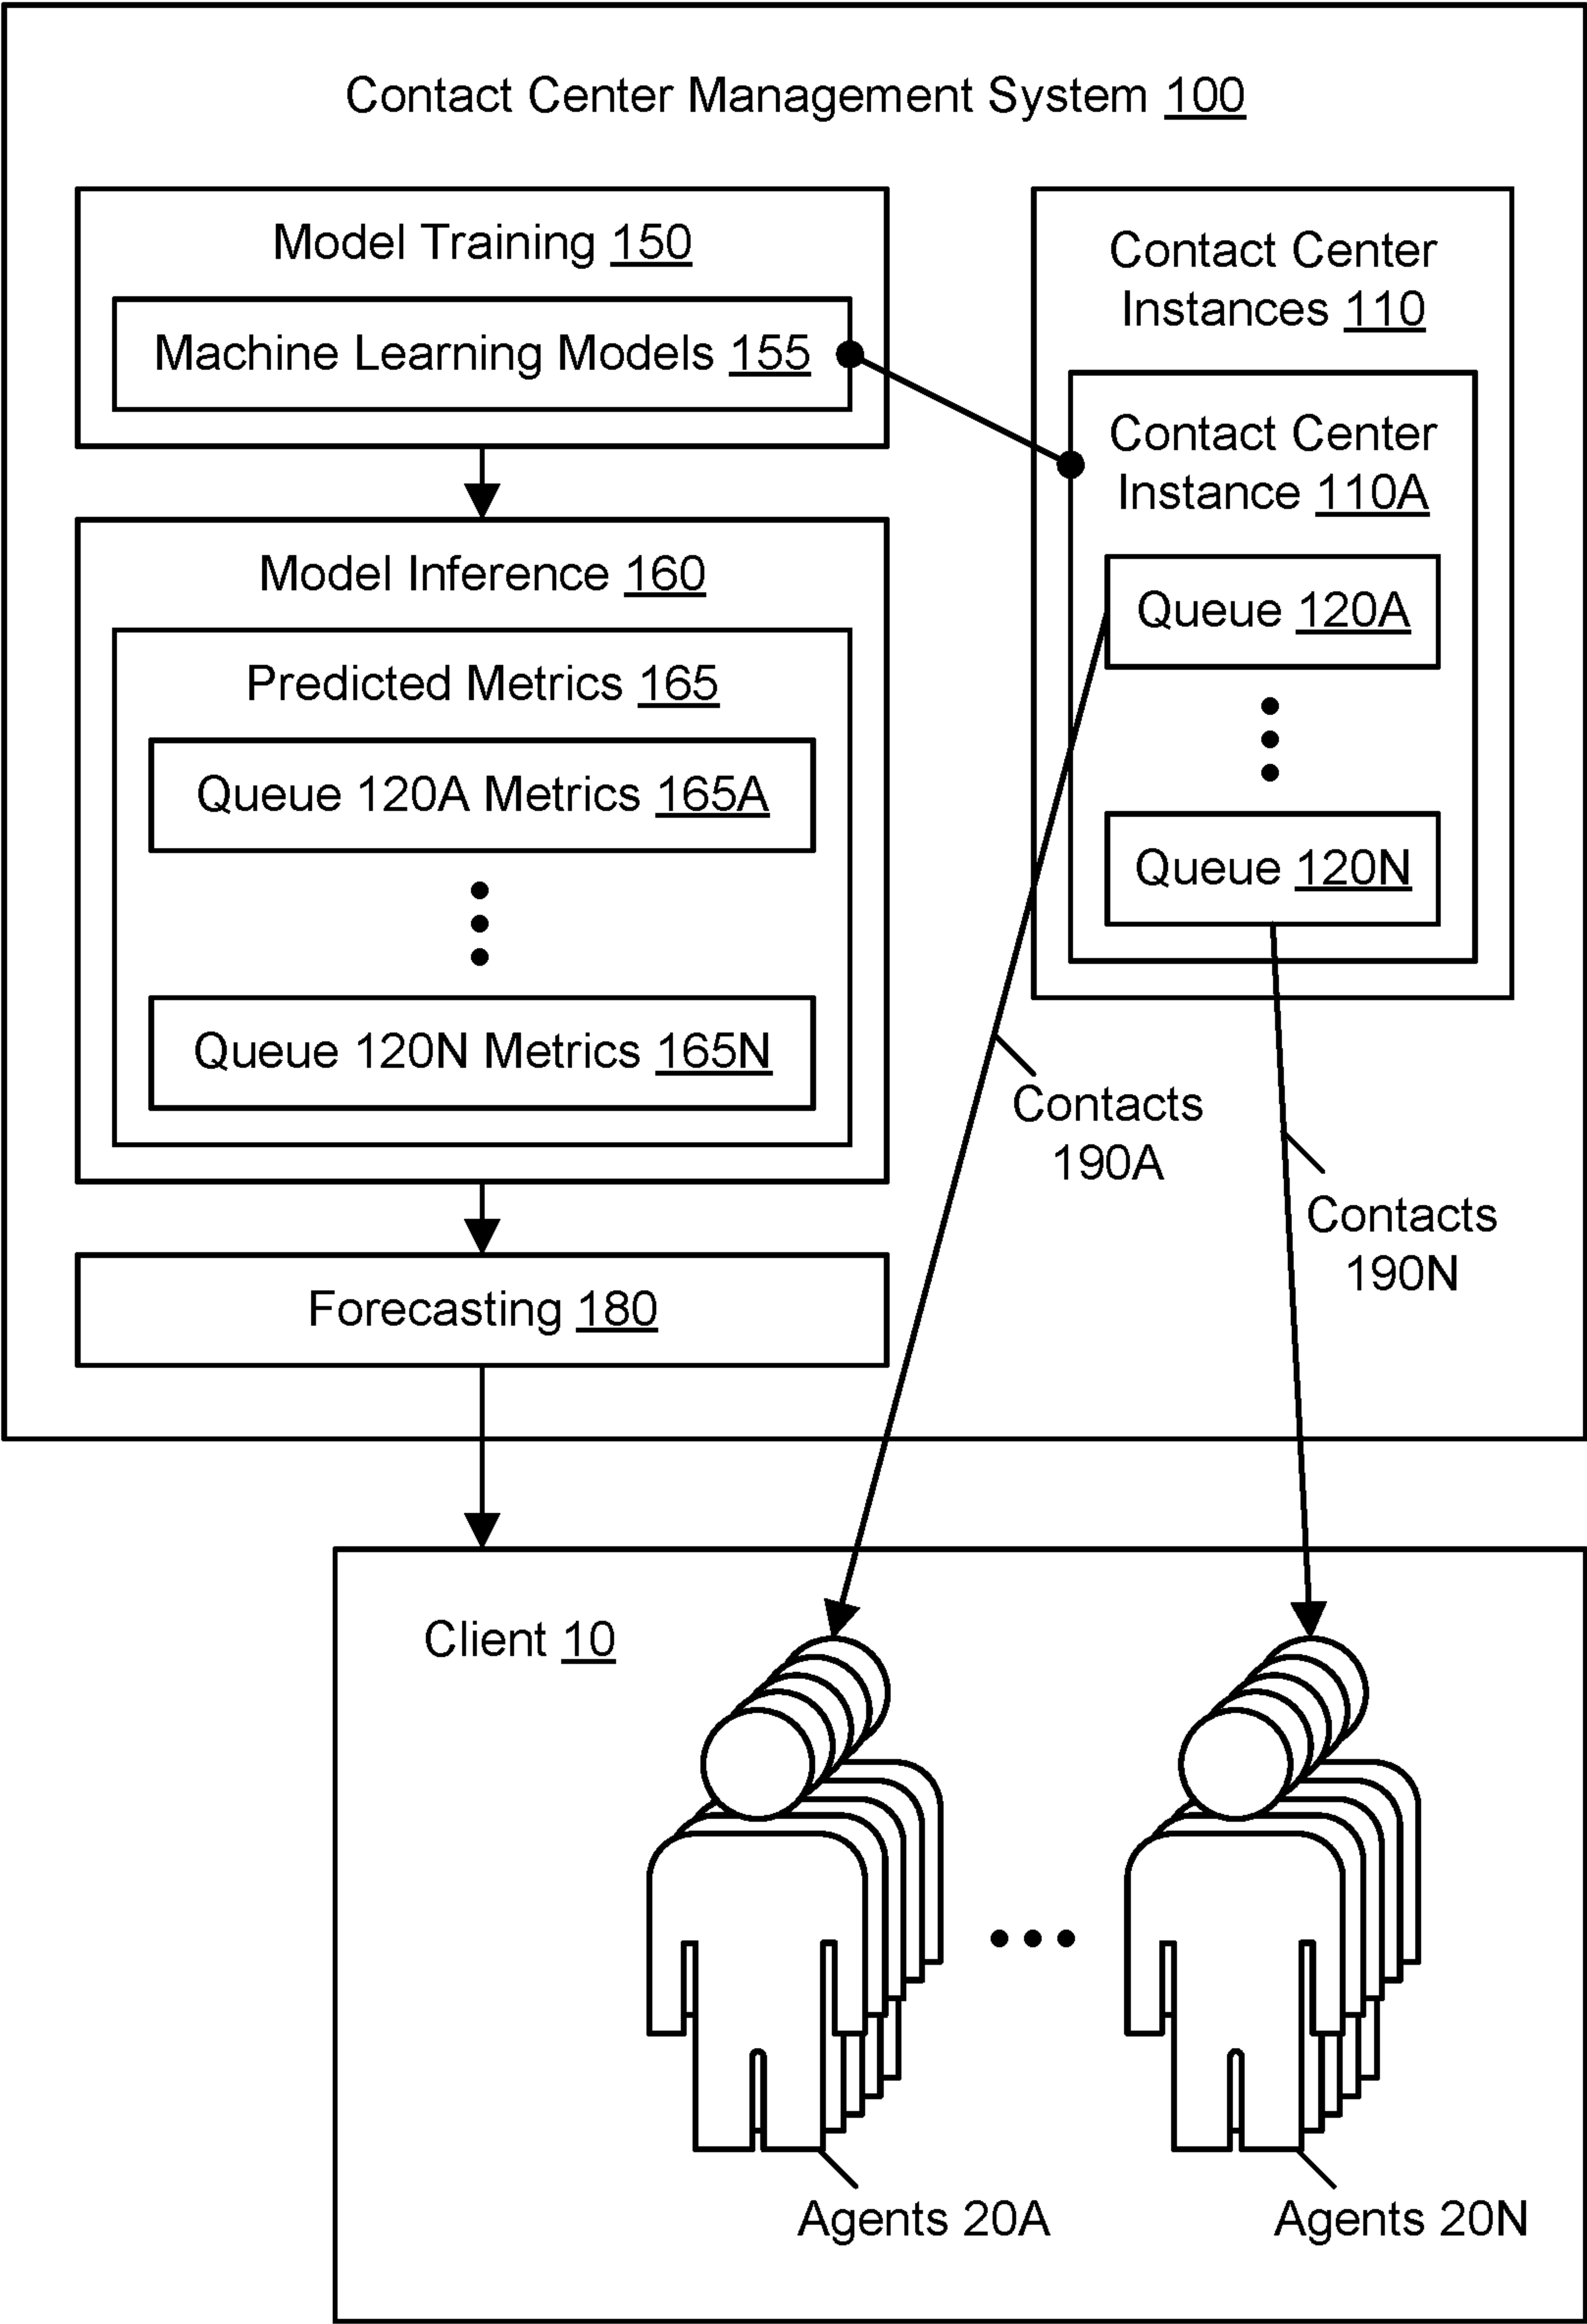 Contact Center Management System 100
Model Training 150
Machine Learning Models 155
Model Inference 160
Predicted Metrics 165
Queue 120A Metrics 165A
Queue 120N Metrics 165N
Forecasting 180
Contact Center
Instances 110
Contact Center
Instance 110A
Queue 120A
Queue 120N
Contacts
190A
Contacts
190N
Client 10
Agents 20A
Agents 20N